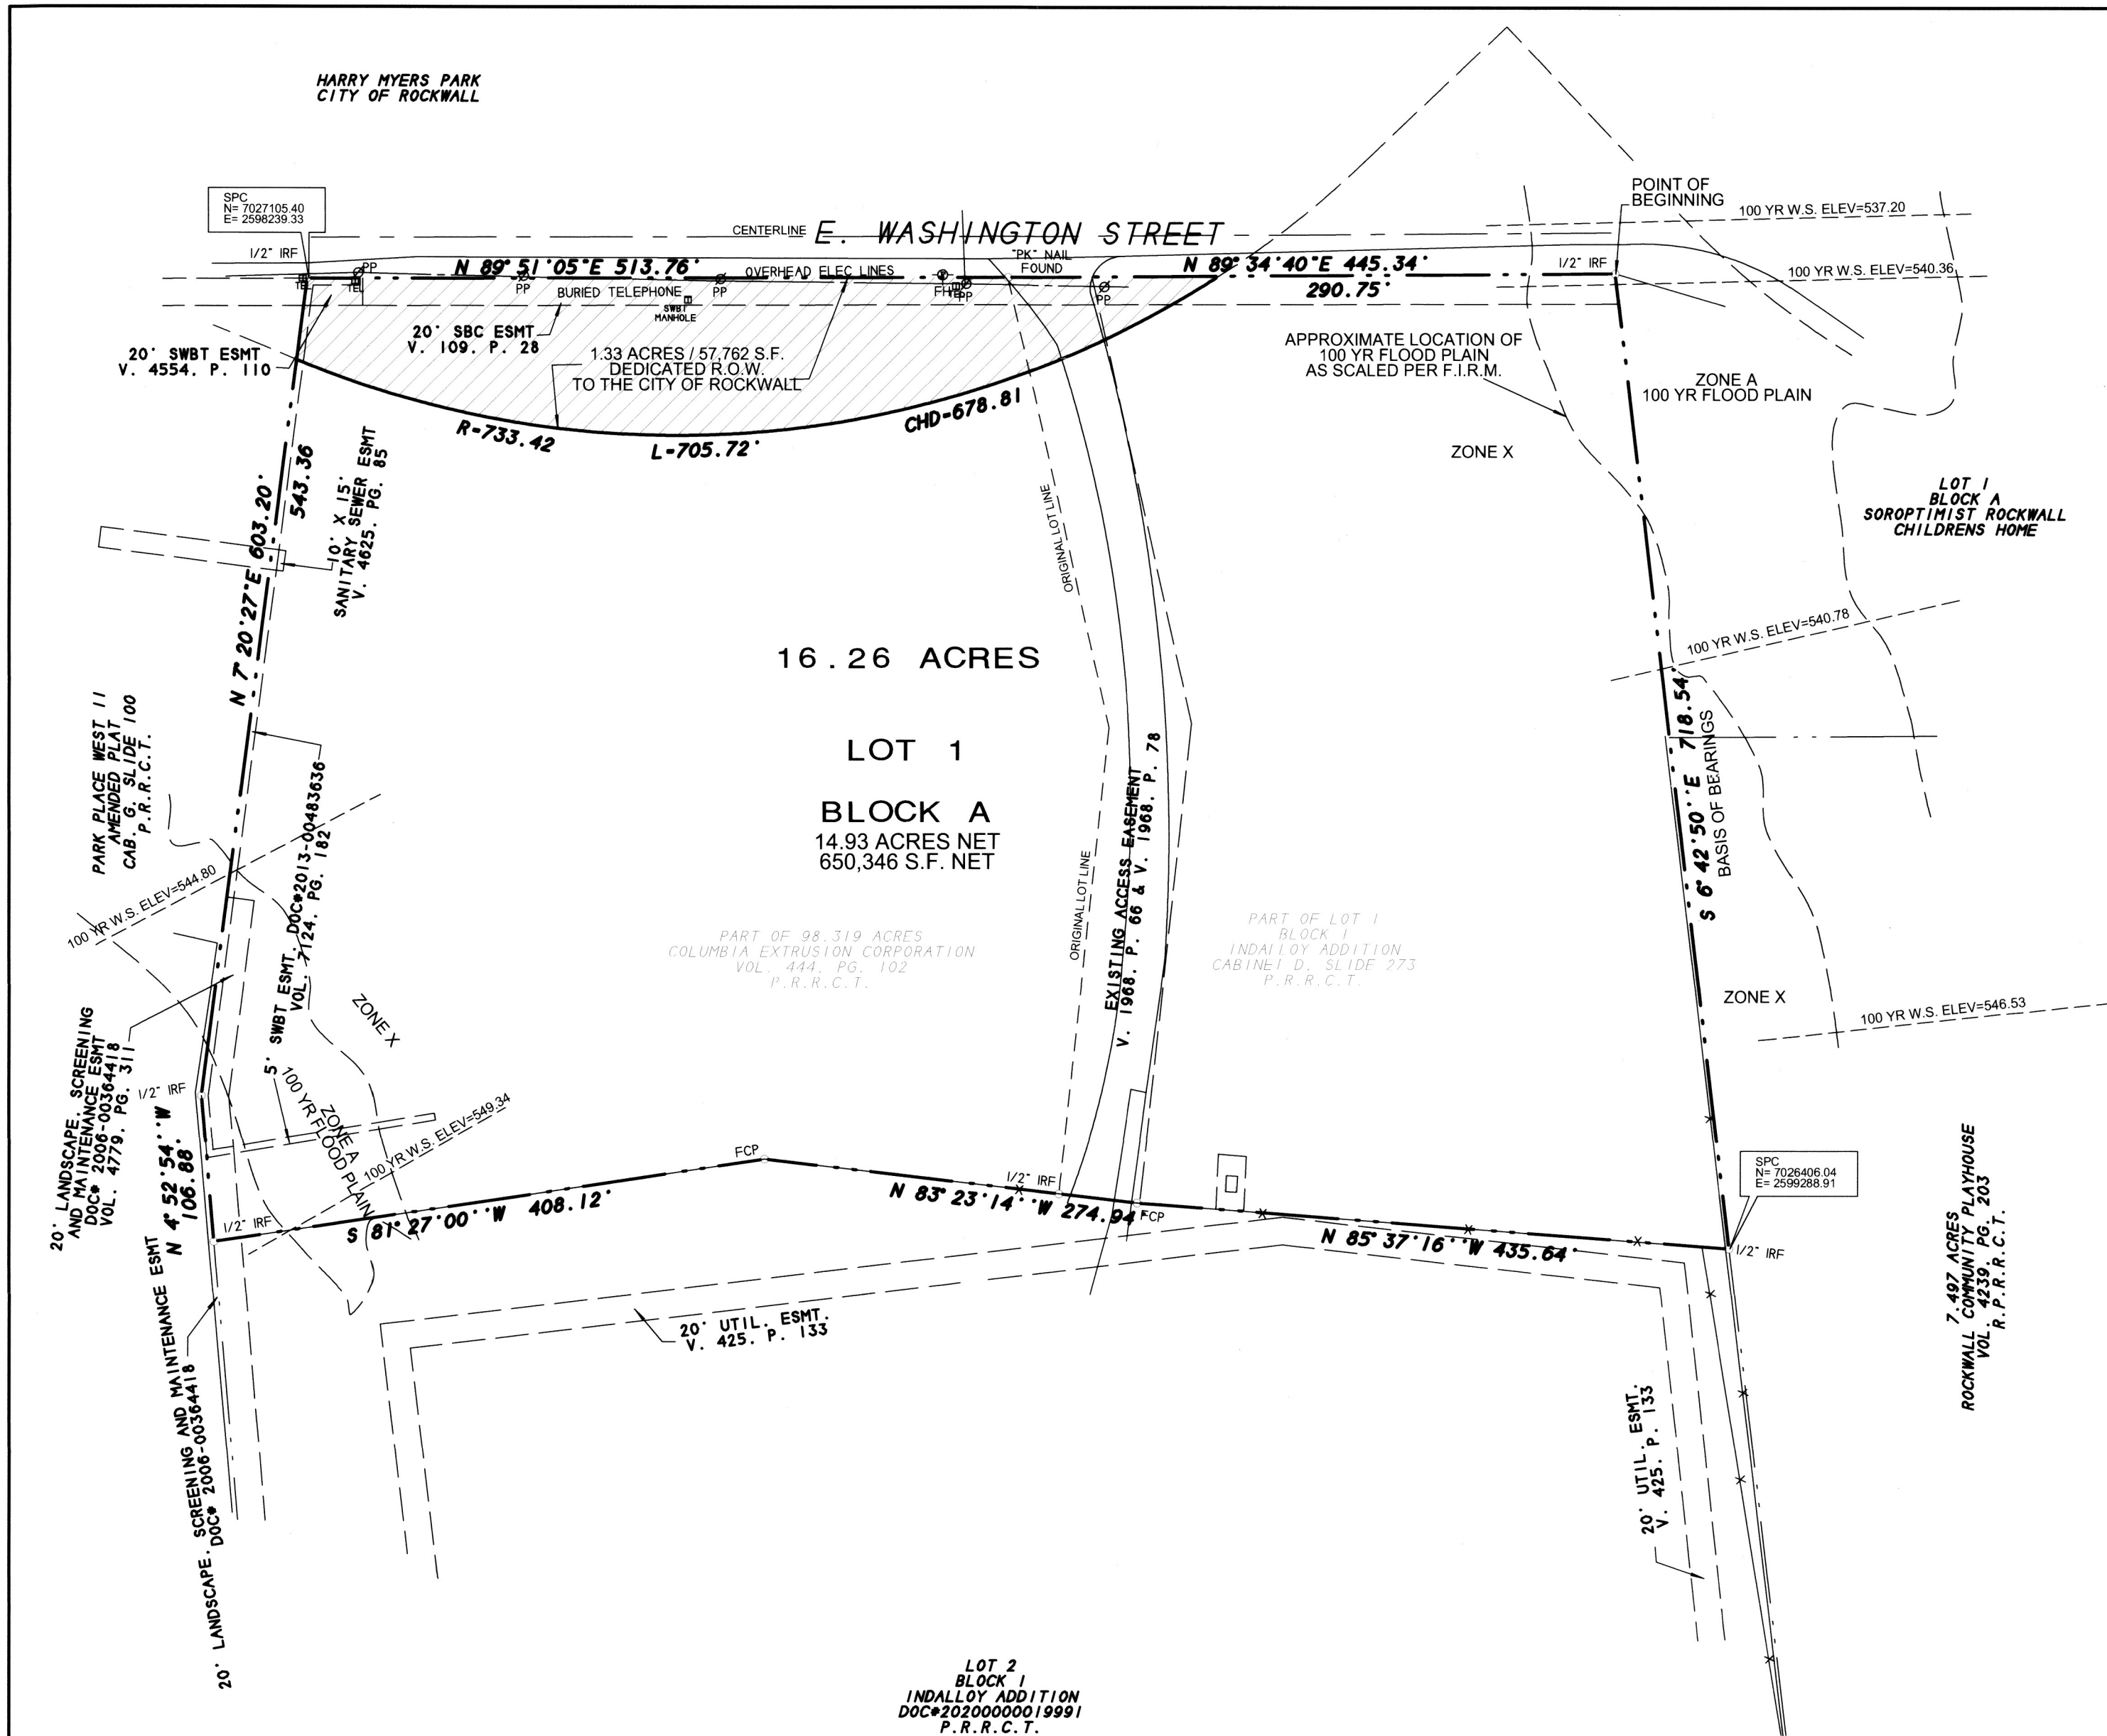 HARRY MYERS PARK
CITY OF ROCKWALL
SPC
N= 7027105.40
E= 2598239.33
1/2" IRF
CENTERLINE
E. WASHINGTON STREET
POINT OF
BEGINNING
100 YR W.S. ELEV=537.20
N 89° 51'05"E 513.76'
OVERHEAD ELEC LINES
"PK" NAIL
FOUND
N 89° 34'40"E 445.34'
290.75'
1/2" IRF
100 YR W.S. ELEV=540.36
PP
TEL
TEL
PP
BURIED TELEPHONE
PP
SWBT
MANHOLE
FH
TEL
PP
PP
20' SBC ESMT
V. 109. P. 28
20' SWBT ESMT
V. 4554. P. 110
1.33 ACRES / 57,762 S.F.
DEDICATED R.O.W.
TO THE CITY OF ROCKWALL
APPROXIMATE LOCATION OF
100 YR FLOOD PLAIN
AS SCALED PER F.I.R.M.
ZONE A
100 YR FLOOD PLAIN
R=733.42
L=705.72'
CHD=678.81
ZONE X
LOT 1
BLOCK A
SOROPTIMIST ROCKWALL
CHILDRENS HOME
N 7° 20'27"E 603.20'
543.36
10' X 15'
SANITARY SEWER ESMT
V. 4625. PG. 85
ORIGINAL LOT LINE
16.26 ACRES
LOT 1
BLOCK A
14.93 ACRES NET
650,346 S.F. NET
100 YR W.S. ELEV=540.78
S 6° 42'50''E 718.54'
BASIS OF BEARINGS
PARK PLACE WEST II
AMENDED PLAT
CAB. G. SLIDE 100
P.R.R.C.T.
100 YR W.S. ELEV=544.80
5' SWBT ESMT. DOC#2013-00483636
VOL. 7124. PG. 182
ORIGINAL LOT LINE
EXISTING ACCESS EASEMENT
V. 1968. P. 66 & V. 1968. P. 78
PART OF 98.319 ACRES
COLUMBIA EXTRUSION CORPORATION
VOL. 444. PG. 102
P.R.R.C.T.
PART OF LOT 1
BLOCK 1
INDALLOY ADDITION
CABINET D. SLIDE 273
P.R.R.C.T.
ZONE X
100 YR W.S. ELEV=546.53
ZONE X
20' LANDSCAPE. SCREENING
AND MAINTENANCE ESMT
DOC# 2006-00364418
VOL. 4779. PG. 311
1/2" IRF
N 4° 52'54''W
106.88'
ZONE A
100 YR FLOOD PLAIN
100 YR W.S. ELEV=549.34
1/2" IRF
S 81° 27'00''W 408.12'
FCP
1/2" IRF
N 83° 23'14''W 274.94'
FCP
N 85° 37'16''W 435.64'
SPC
N= 7026406.04
E= 2599288.91
1/2" IRF
7.497 ACRES
ROCKWALL COMMUNITY PLAYHOUSE
VOL. 4239. PG. 203
R.P.R.R.C.T.
20' LANDSCAPE. SCREENING AND MAINTENANCE ESMT
DOC# 2006-00364418
20' UTIL. ESMT.
V. 425. P. 133
20' UTIL. ESMT.
V. 425. P. 133
LOT 2
BLOCK 1
INDALLOY ADDITION
DOC#20200000019991
P.R.R.C.T.